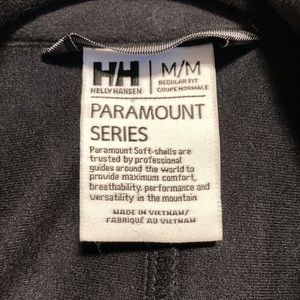 HH
HELLY HANSEN
M/M
REGULAR FIT
COUPE NORMALE
PARAMOUNT
SERIES
Paramount Soft-shells are
trusted by professional
guides around the world to
provide maximum comfort,
breathability, performance and
versatility in the mountain
MADE IN VIETNAM/
FABRIQUÉ AU VIETNAM